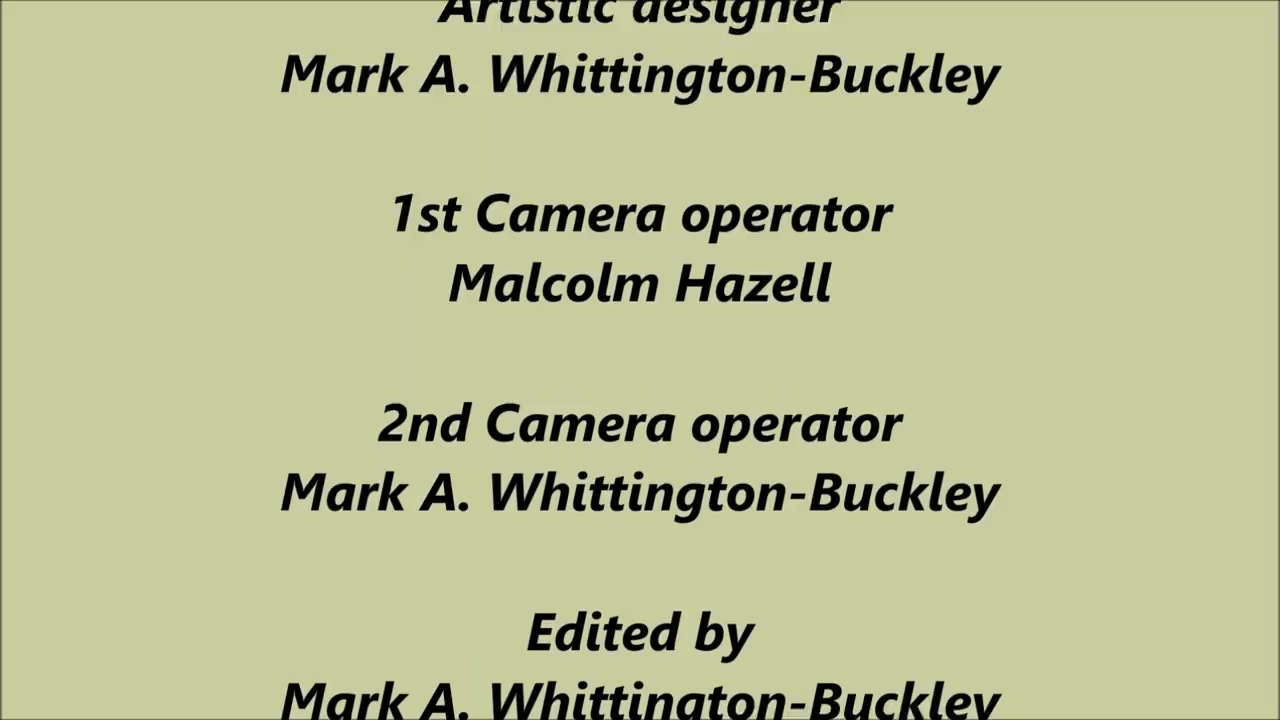 Artistic designer
Mark A. Whittington-Buckley
1st Camera operator
Malcolm Hazell
2nd Camera operator
Mark A. Whittington-Buckley
Edited by
Mark A. Whittington-Buckley